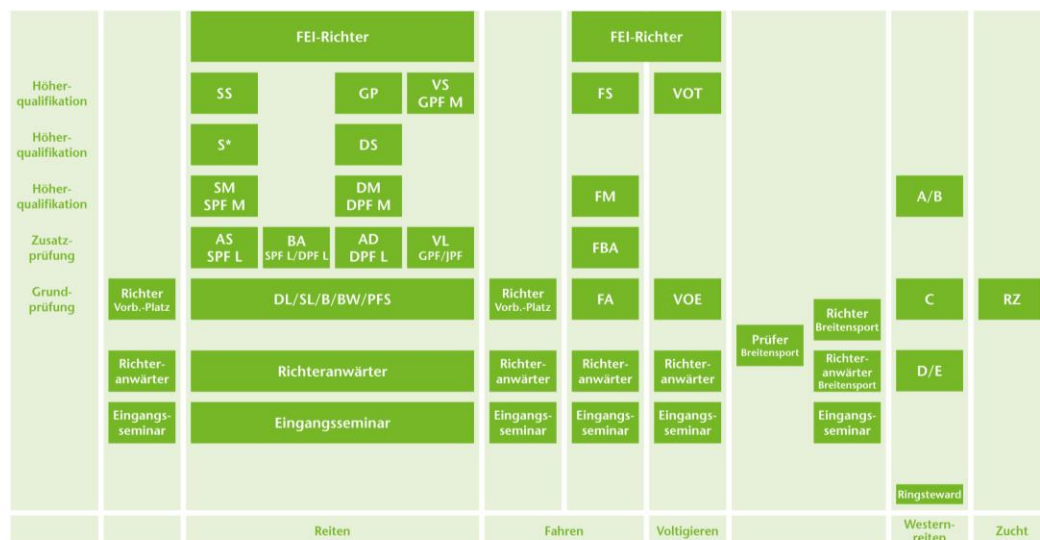 FEI-Richter FEI-Richter
Höher-
qualifikation
SS
GP
VS
GPF M
FS
VOT
Höher-
qualifikation
S*
DS
Höher-
qualifikation
SM
SPF M
DM
DPF M
FM
A/B
Zusatz-
prüfung
AS
SPF L
BA
SPF L/DPF L
AD
DPF L
VL
GPF/JPF
FBA
Grund-
prüfung
Richter
Vorb.-Platz
DL/SL/B/BW/PFS
Richter
Vorb.-Platz
FA
VOE
Richter
Breitensport
C
RZ
Prüfer
Breitensport
Richter-
anwärter
Richteranwärter
Richter-
anwärter
Richter-
anwärter
Richter-
anwärter
Richter-
anwärter
Breitensport
D/E
Eingangs-
seminar
Eingangsseminar
Eingangs-
seminar
Eingangs-
seminar
Eingangs-
seminar
Eingangs-
seminar
Ringsteward
Reiten
Fahren
Voltigieren
Western-
reiten
Zucht